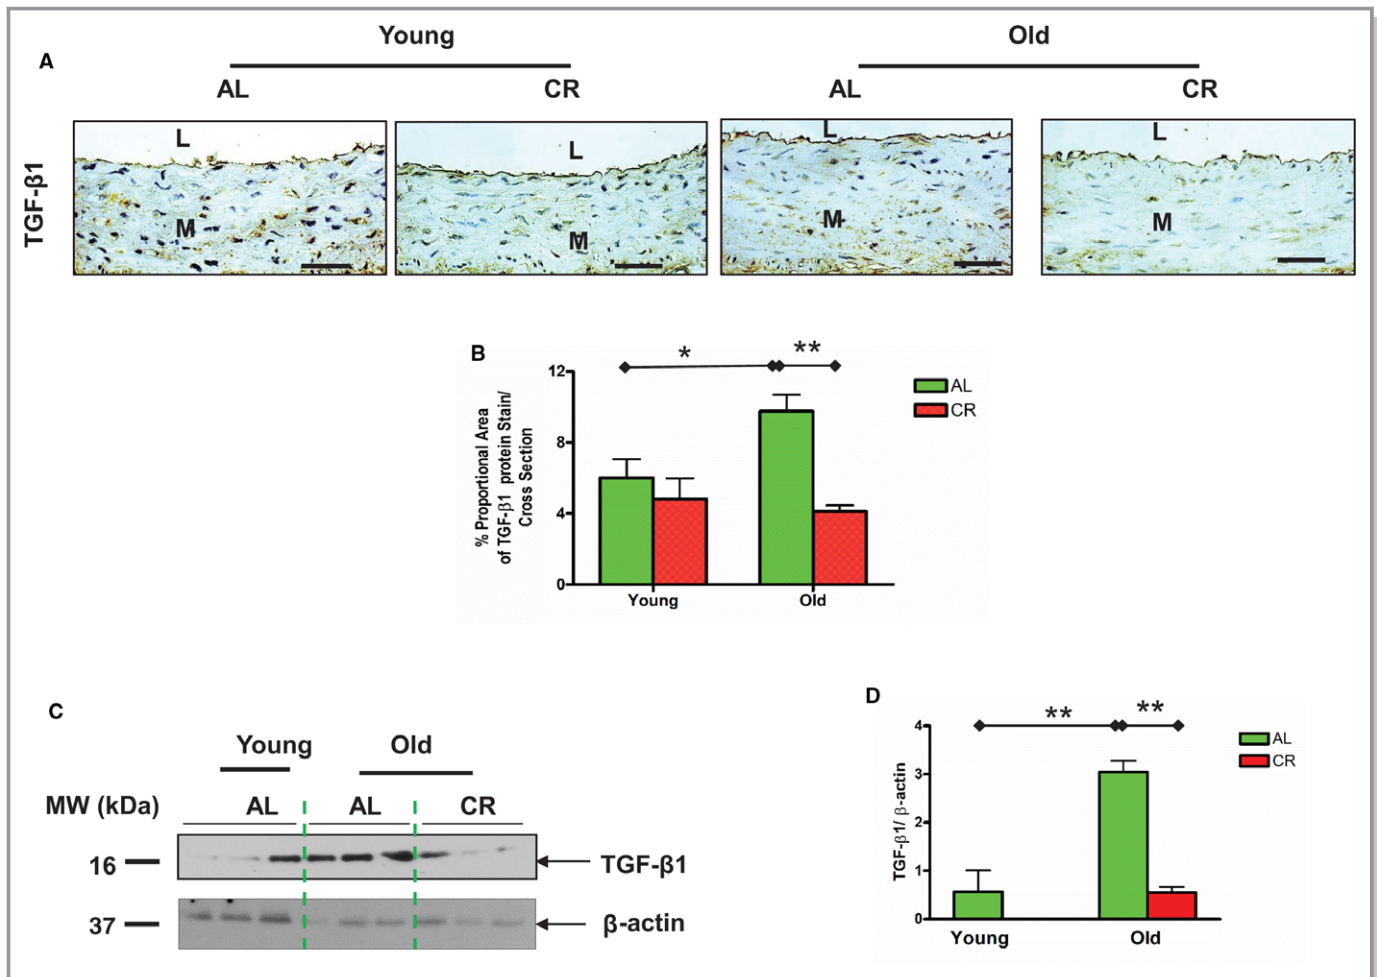 Young
Old
A
AL
CR
AL
CR
TGF-β1
L
L
L
L
M
M
M
M
B
*
**
12
8
4
0
% Proportional Area
of TGF-β1 protein Stain/
Cross Section
AL
CR
Young
Old
C
Young
Old
MW (kDa)
AL
AL
CR
16
TGF-β1
37
β-actin
D
**
**
4
3
2
1
0
TGF-β1/ β-actin
AL
CR
Young
Old